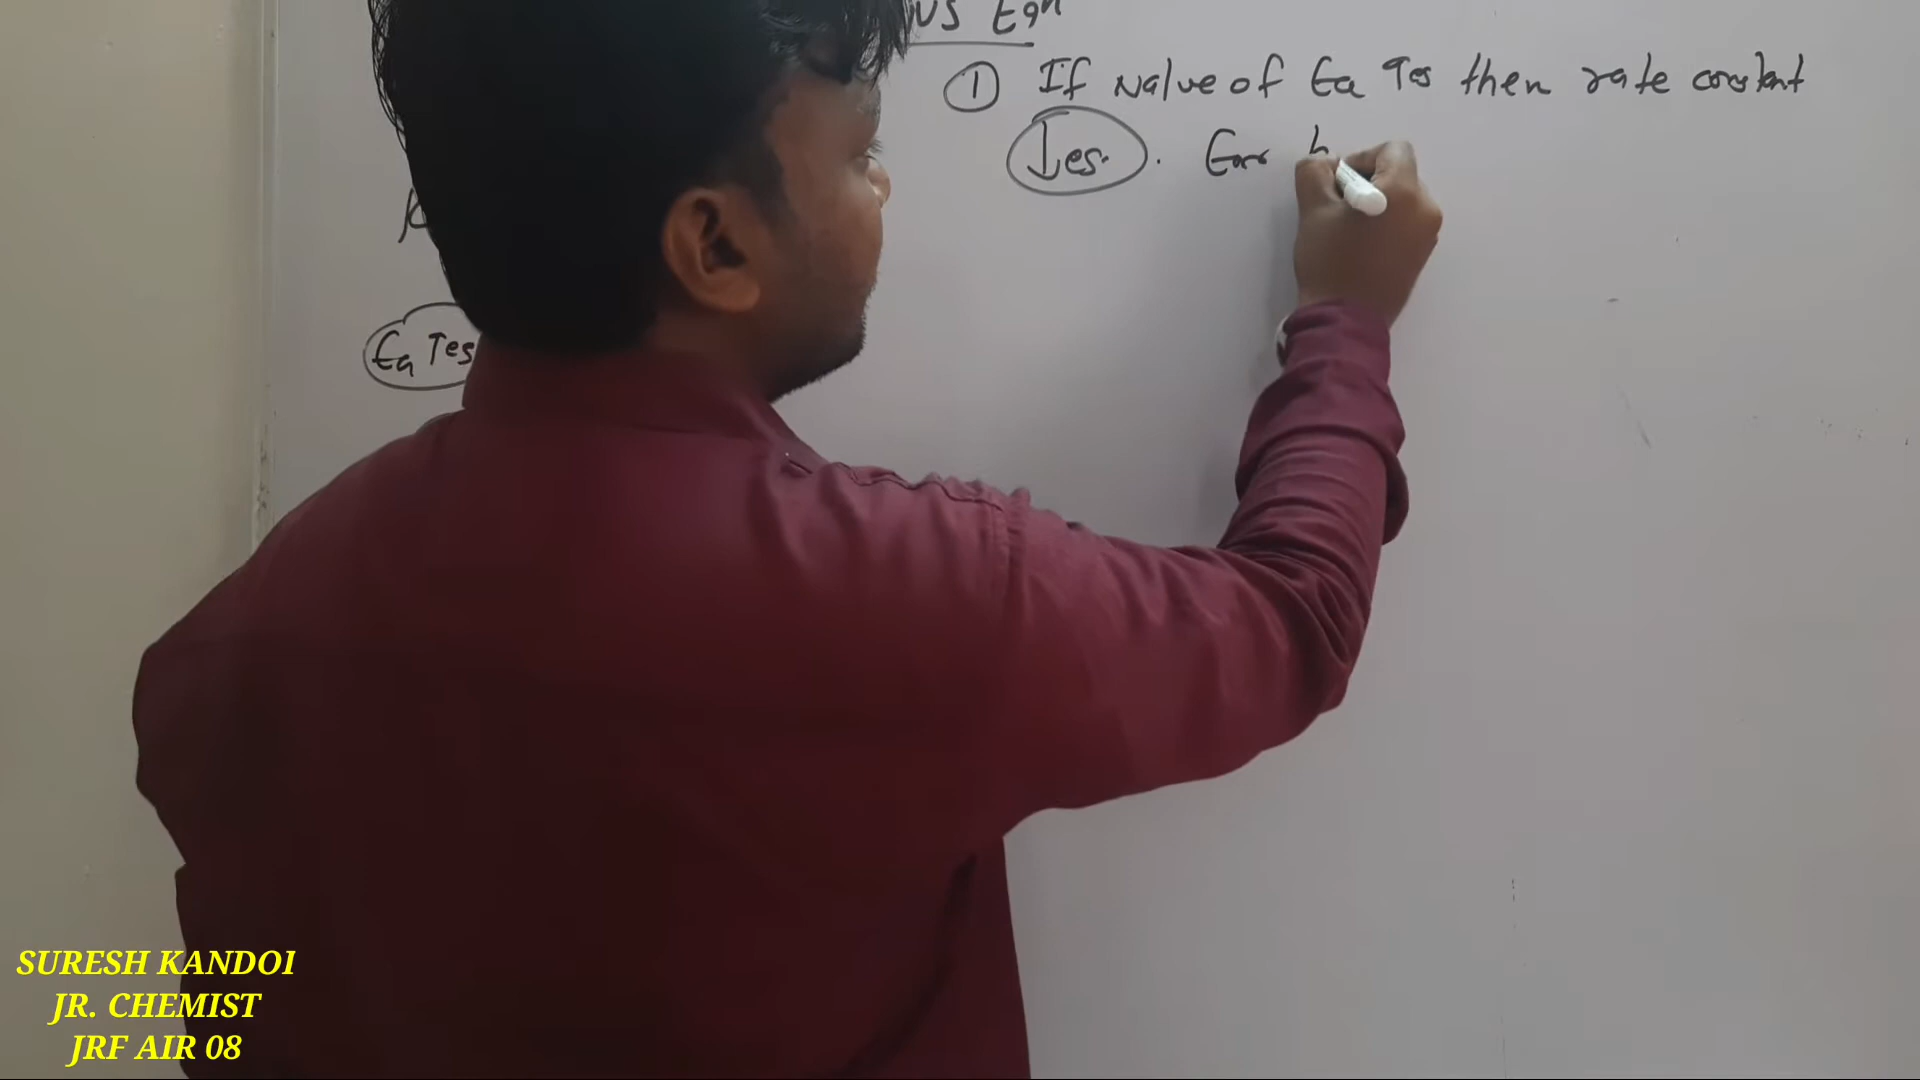 US Eqn
① If value of Ea ↑es then rate constant
↓es.
Ea ↑es
SURESH KANDOI
JR. CHEMIST
JRF AIR 08